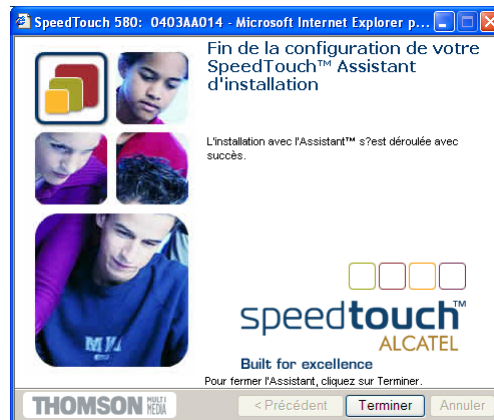 SpeedTouch 580: 0403AA014 - Microsoft Internet Explorer p...
Fin de la configuration de votre
SpeedTouch™ Assistant
d'installation
L'installation avec l'Assistant™ s?est déroulée avec
succès.
speedtouch™
ALCATEL
Built for excellence
Pour fermer l'Assistant, cliquez sur Terminer.
THOMSON MULTI
MEDIA
< Précédent Terminer Annuler